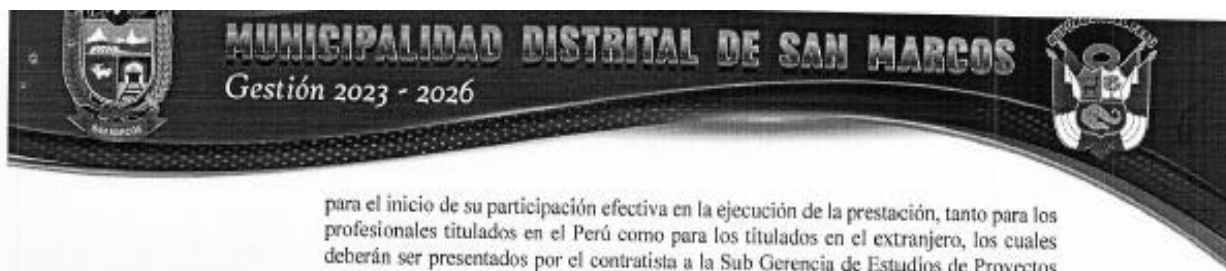 MUNICIPALIDAD DISTRITAL DE SAN MARCOS
Gestión 2023 - 2026
SAN MARCOS
para el inicio de su participación efectiva en la ejecución de la prestación, tanto para los
profesionales titulados en el Perú como para los titulados en el extranjero, los cuales
deberán ser presentados por el contratista a la Sub Gerencia de Estudios de Proyectos